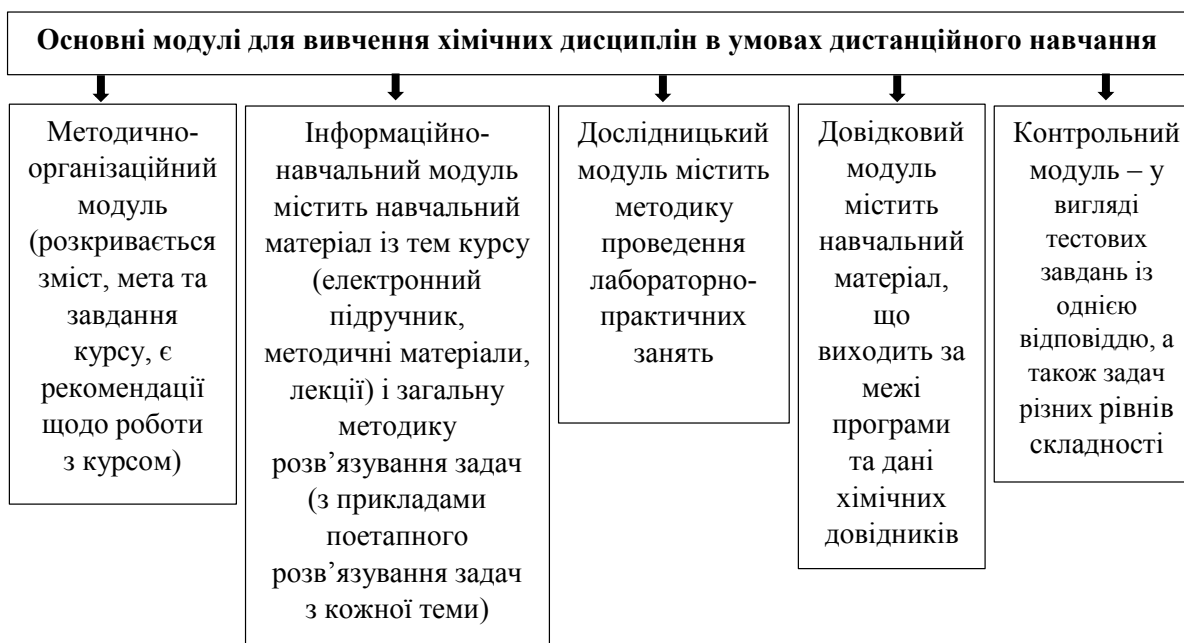 Основні модулі для вивчення хімічних дисциплін в умовах дистанційного навчання
Методично-
організаційний
модуль
(розкривається
зміст, мета та
завдання
курсу, є
рекомендації
щодо роботи
з курсом)
Інформаційно-
навчальний модуль
містить навчальний
матеріал із тем курсу
(електронний
підручник,
методичні матеріали,
лекції) і загальну
методику
розв’язування задач
(з прикладами
поетапного
розв’язування задач
з кожної теми)
Дослідницький
модуль містить
методику
проведення
лабораторно-
практичних
занять
Довідковий
модуль
містить
навчальний
матеріал,
що
виходить за
межі
програми
та дані
хімічних
довідників
Контрольний
модуль – у
вигляді
тестових
завдань із
однією
відповіддю, а
також задач
різних рівнів
складності